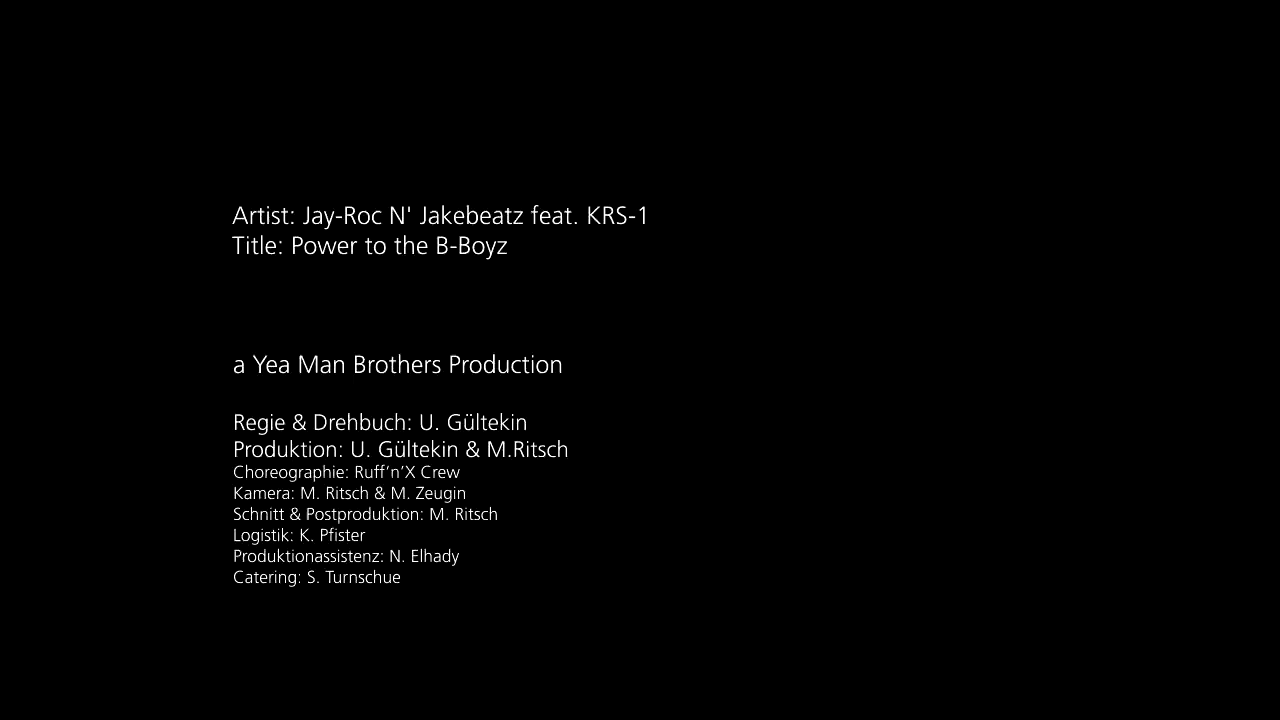 Artist: Jay-Roc N' Jakebeatz feat. KRS-1
Title: Power to the B-Boyz
a Yea Man Brothers Production
Regie & Drehbuch: U. Gültekin
Produktion: U. Gültekin & M.Ritsch
Choreographie: Ruff’n’X Crew
Kamera: M. Ritsch & M. Zeugin
Schnitt & Postproduktion: M. Ritsch
Logistik: K. Pfister
Produktionassistenz: N. Elhady
Catering: S. Turnschue